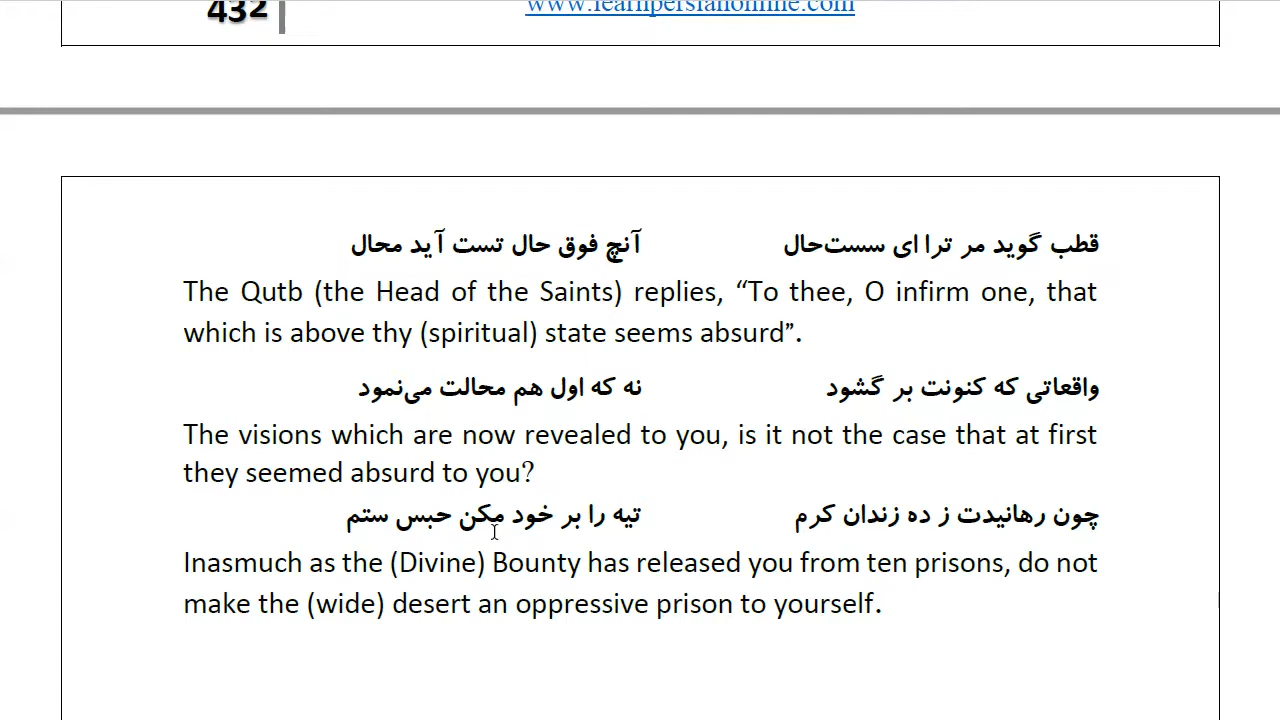 432 www.learnpersianonline.com
قطب گوید مر ترا ای سست‌حال آنچ فوق حال تست آید محال
The Qutb (the Head of the Saints) replies, “To thee, O infirm one, that
which is above thy (spiritual) state seems absurd”.
واقعاتی که کنونت بر گشود نه که اول هم محالت می‌نمود
The visions which are now revealed to you, is it not the case that at first
they seemed absurd to you?
چون رهانیدت ز ده زندان کرم تیه را بر خود مکن حبس ستم
Inasmuch as the (Divine) Bounty has released you from ten prisons, do not
make the (wide) desert an oppressive prison to yourself.